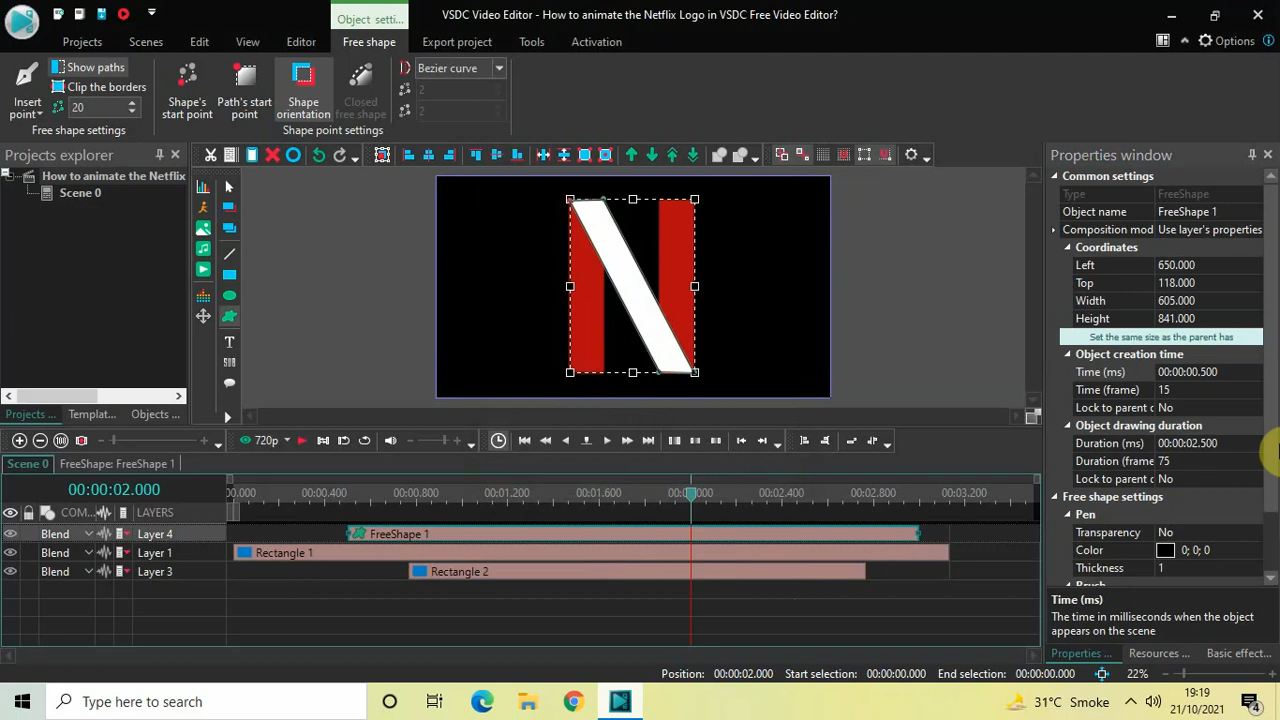 VSDC Video Editor - How to animate the Netflix Logo in VSDC Free Video Editor?
Object setti...
Projects Scenes Edit View Editor Free shape Export project Tools Activation Options
Show paths
Clip the borders
20
Insert point
Shape's start point
Path's start point
Shape orientation
Closed free shape
Bezier curve
2
2
Free shape settings
Shape point settings
Projects explorer
How to animate the Netflix
Scene 0
Projects ... Templat... Objects ...
Properties window
Common settings
Type FreeShape
Object name FreeShape 1
Composition mod Use layer's properties
Coordinates
Left 650.000
Top 118.000
Width 605.000
Height 841.000
Set the same size as the parent has
Object creation time
Time (ms) 00:00:00.500
Time (frame) 15
Lock to parent d No
Object drawing duration
Duration (ms) 00:00:02.500
Duration (frame 75
Lock to parent d No
Free shape settings
Pen
Transparency No
Color 0; 0; 0
Thickness 1
Brush
Time (ms)
The time in milliseconds when the object
appears on the scene
Properties ... Resources ... Basic effect...
720p
Scene 0 FreeShape: FreeShape 1
00:00:02.000
0.000 00:00.400 00:00.800 00:01.200 00:01.600 00:02.000 00:02.400 00:02.800 00:03.200
COM... LAYERS
Blend Layer 4 FreeShape 1
Blend Layer 1 Rectangle 1
Blend Layer 3 Rectangle 2
Position: 00:00:02.000 Start selection: 00:00:00.000 End selection: 00:00:00.000 22%
Type here to search
31°C Smoke
19:19
21/10/2021
4